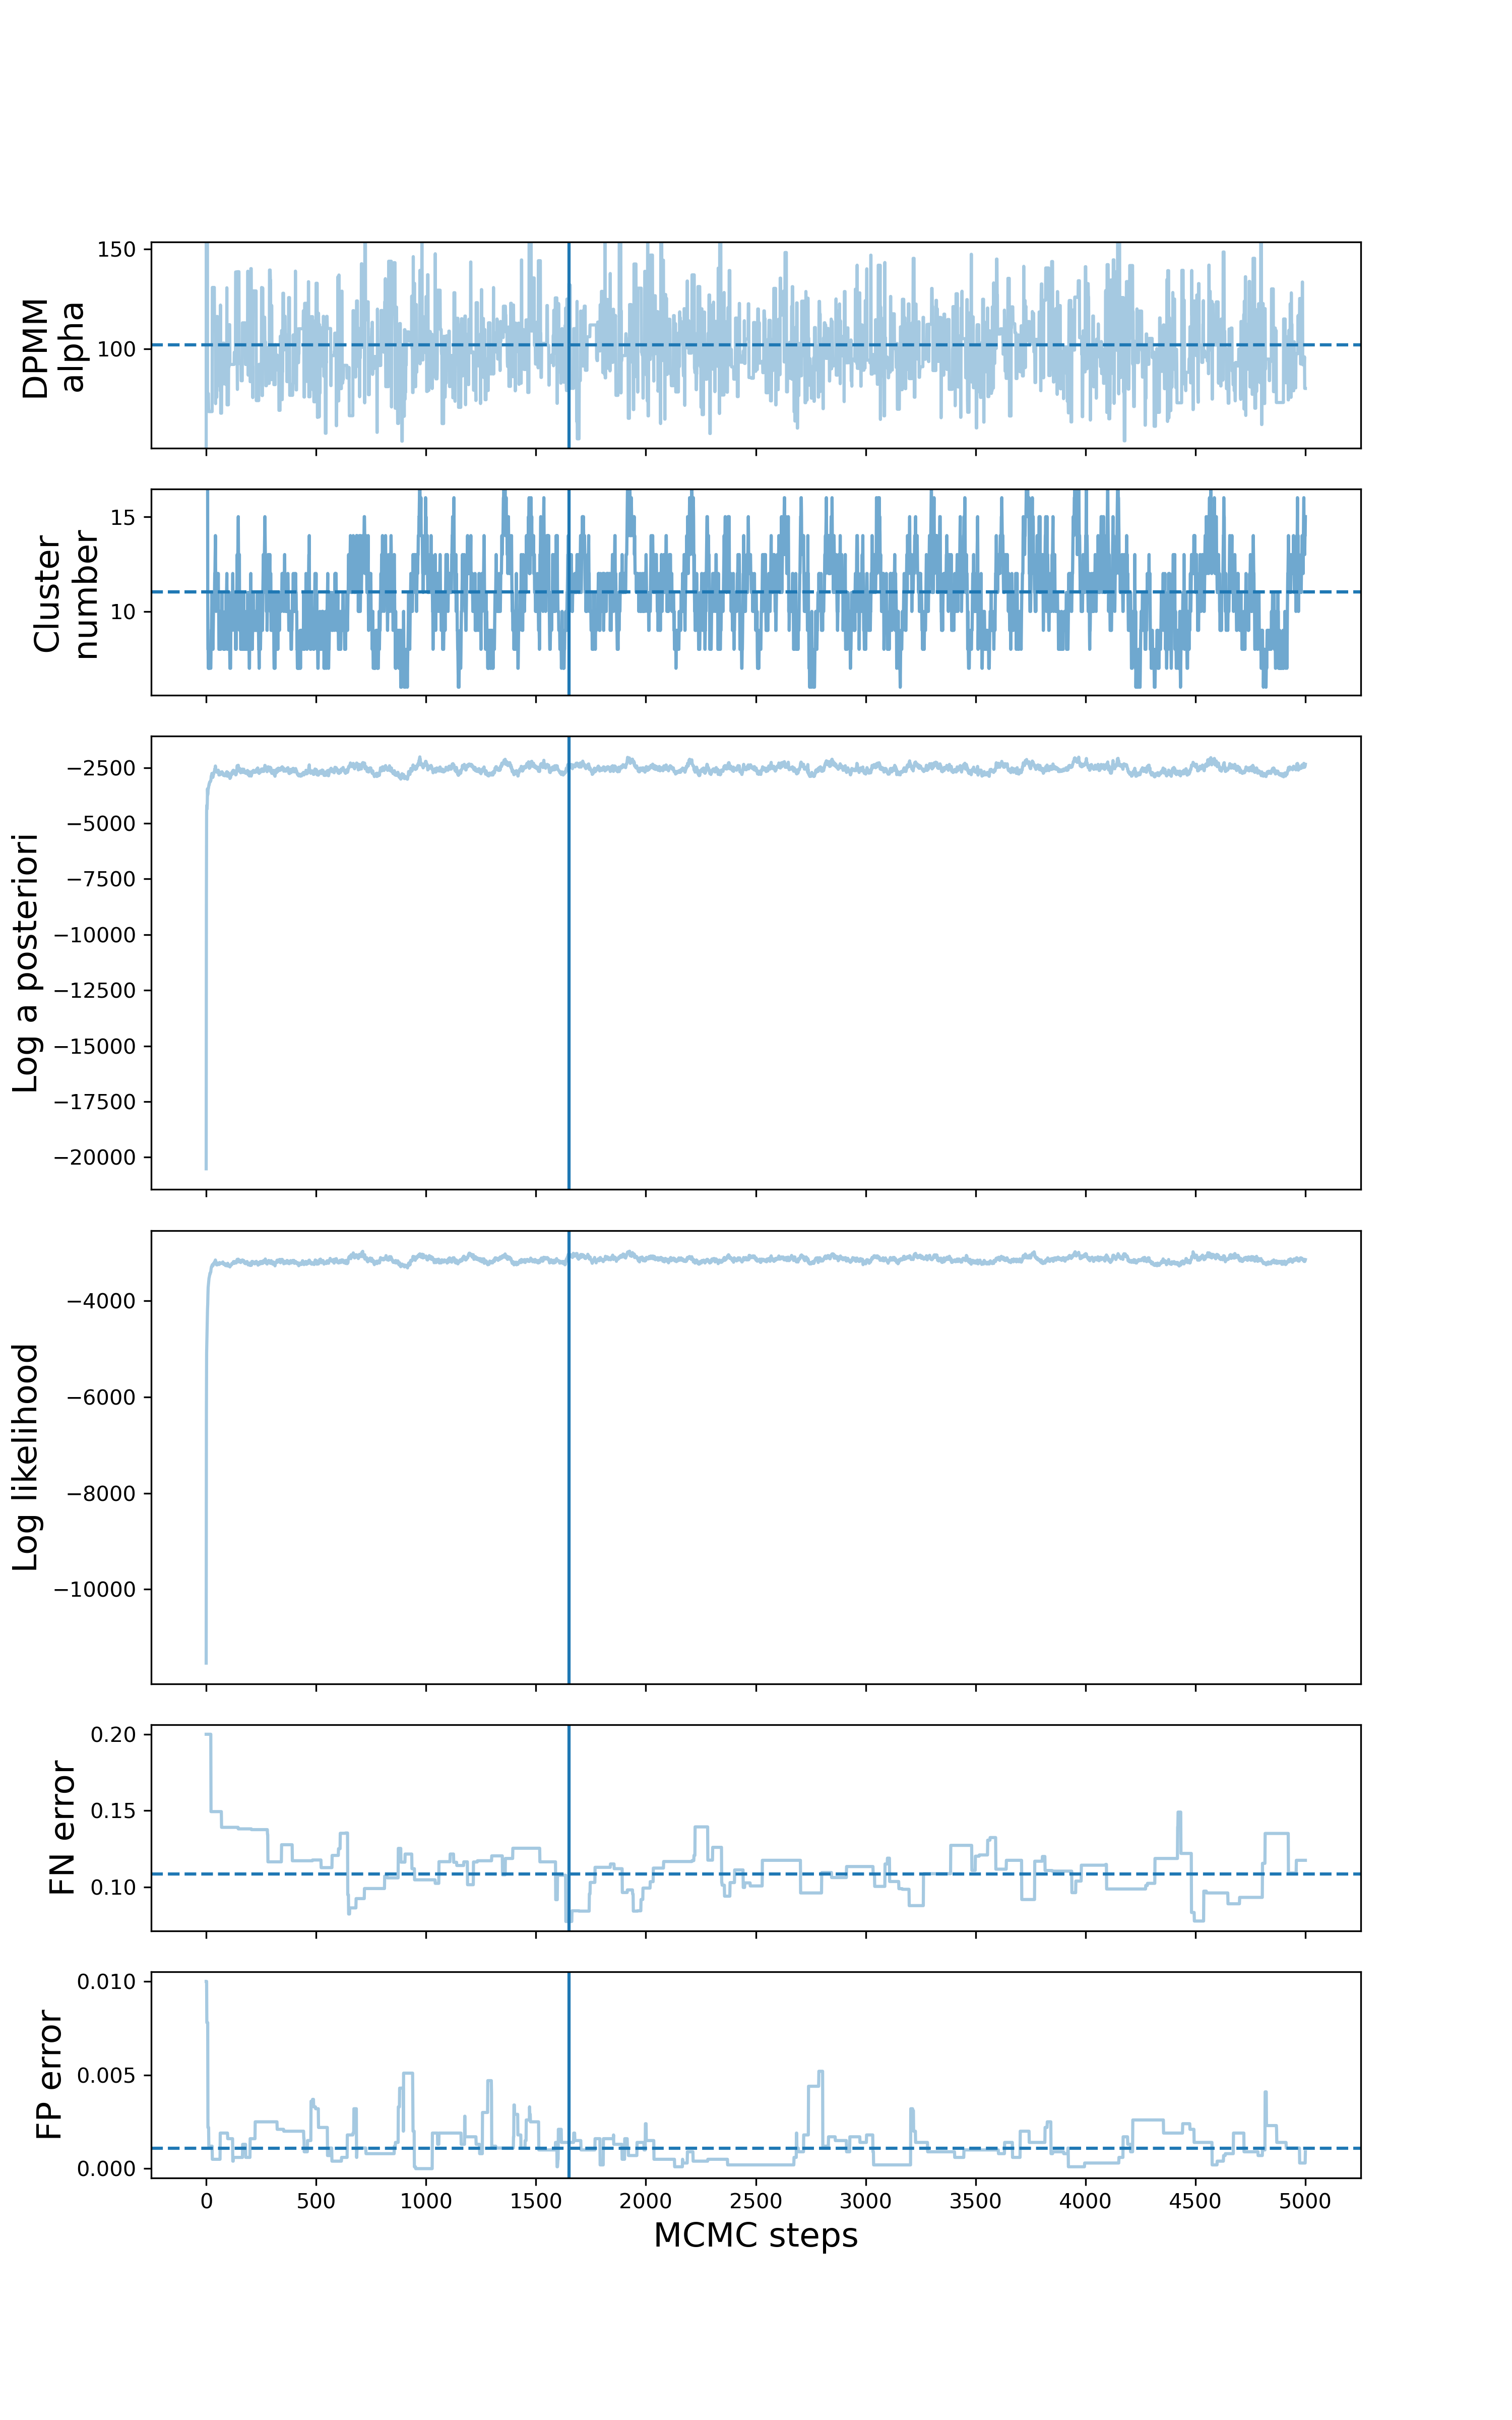 DPMM
alpha
150
100
Cluster
number
15
10
Log a posteriori
−2500
−5000
−7500
−10000
−12500
−15000
−17500
−20000
Log likelihood
−4000
−6000
−8000
−10000
FN error
0.20
0.15
0.10
FP error
0.010
0.005
0.000
0 500 1000 1500 2000 2500 3000 3500 4000 4500 5000
MCMC steps